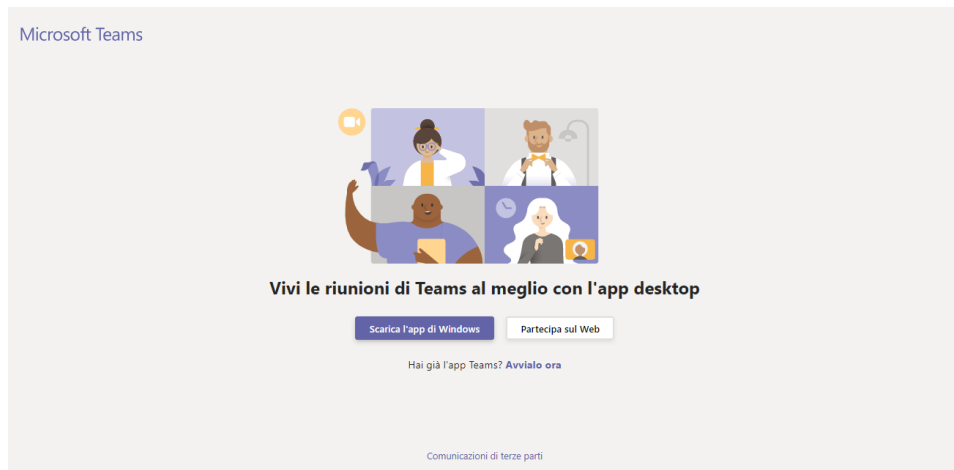 Microsoft Teams
Vivi le riunioni di Teams al meglio con l'app desktop
Scarica l'app di Windows
Partecipa sul Web
Hai già l'app Teams? Avvialo ora
Comunicazioni di terze parti